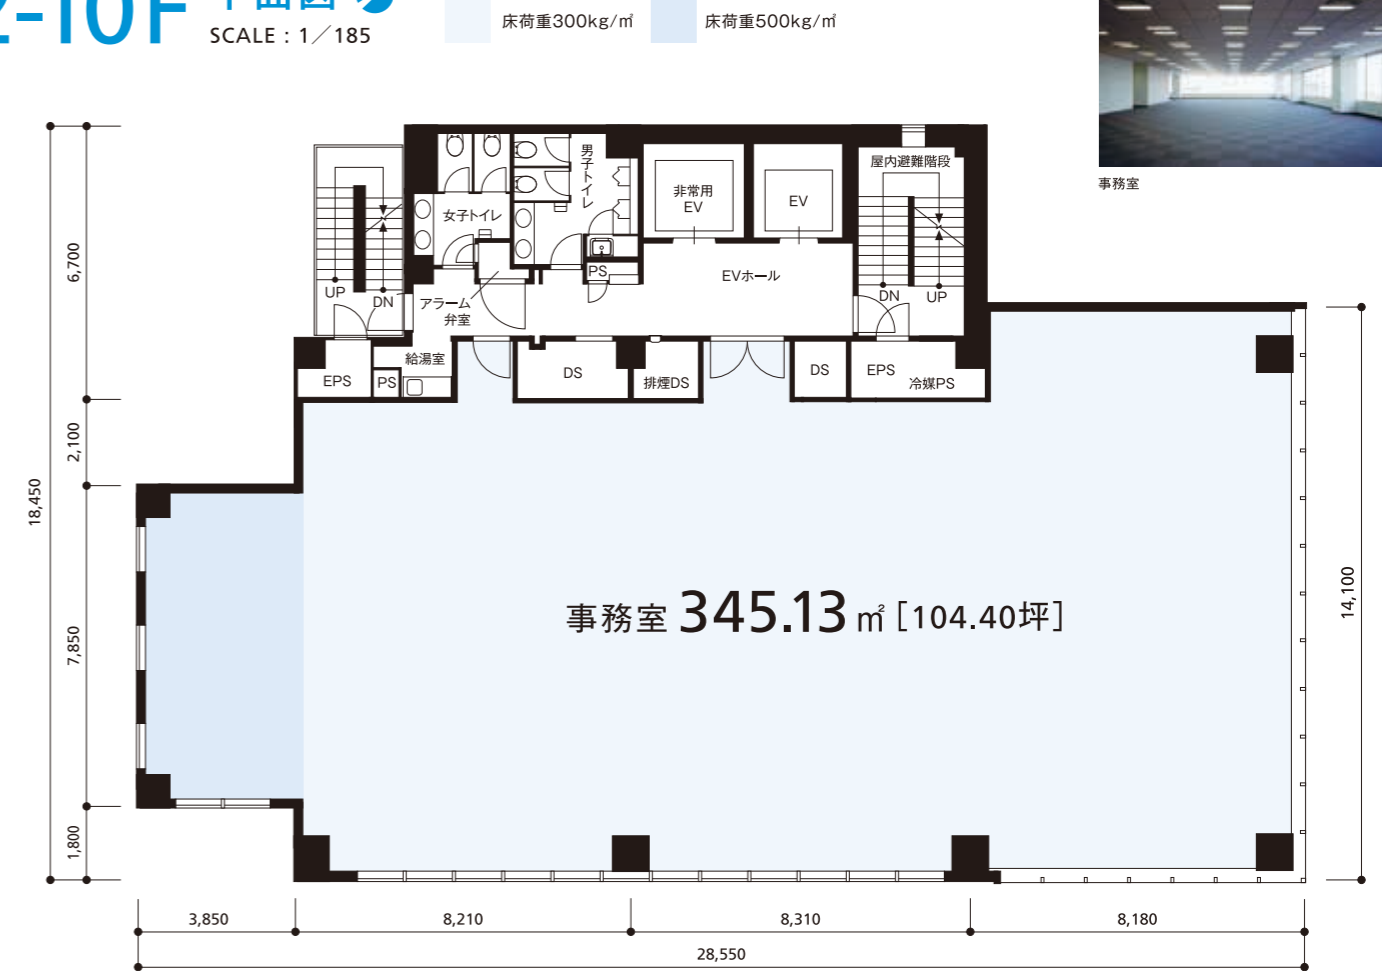 2-10F 平面図
SCALE : 1／185
床荷重300kg/㎡
床荷重500kg/㎡
事務室
屋内避難階段
男子トイレ
非常用
EV
EV
女子トイレ
EVホール
PS
UP
DN
アラーム
弁室
DN
UP
給湯室
EPS
PS
DS
排煙DS
DS
EPS
冷媒PS
6,700
2,100
18,450
7,850
1,800
14,100
事務室 345.13㎡［104.40坪］
3,850
8,210
8,310
8,180
28,550